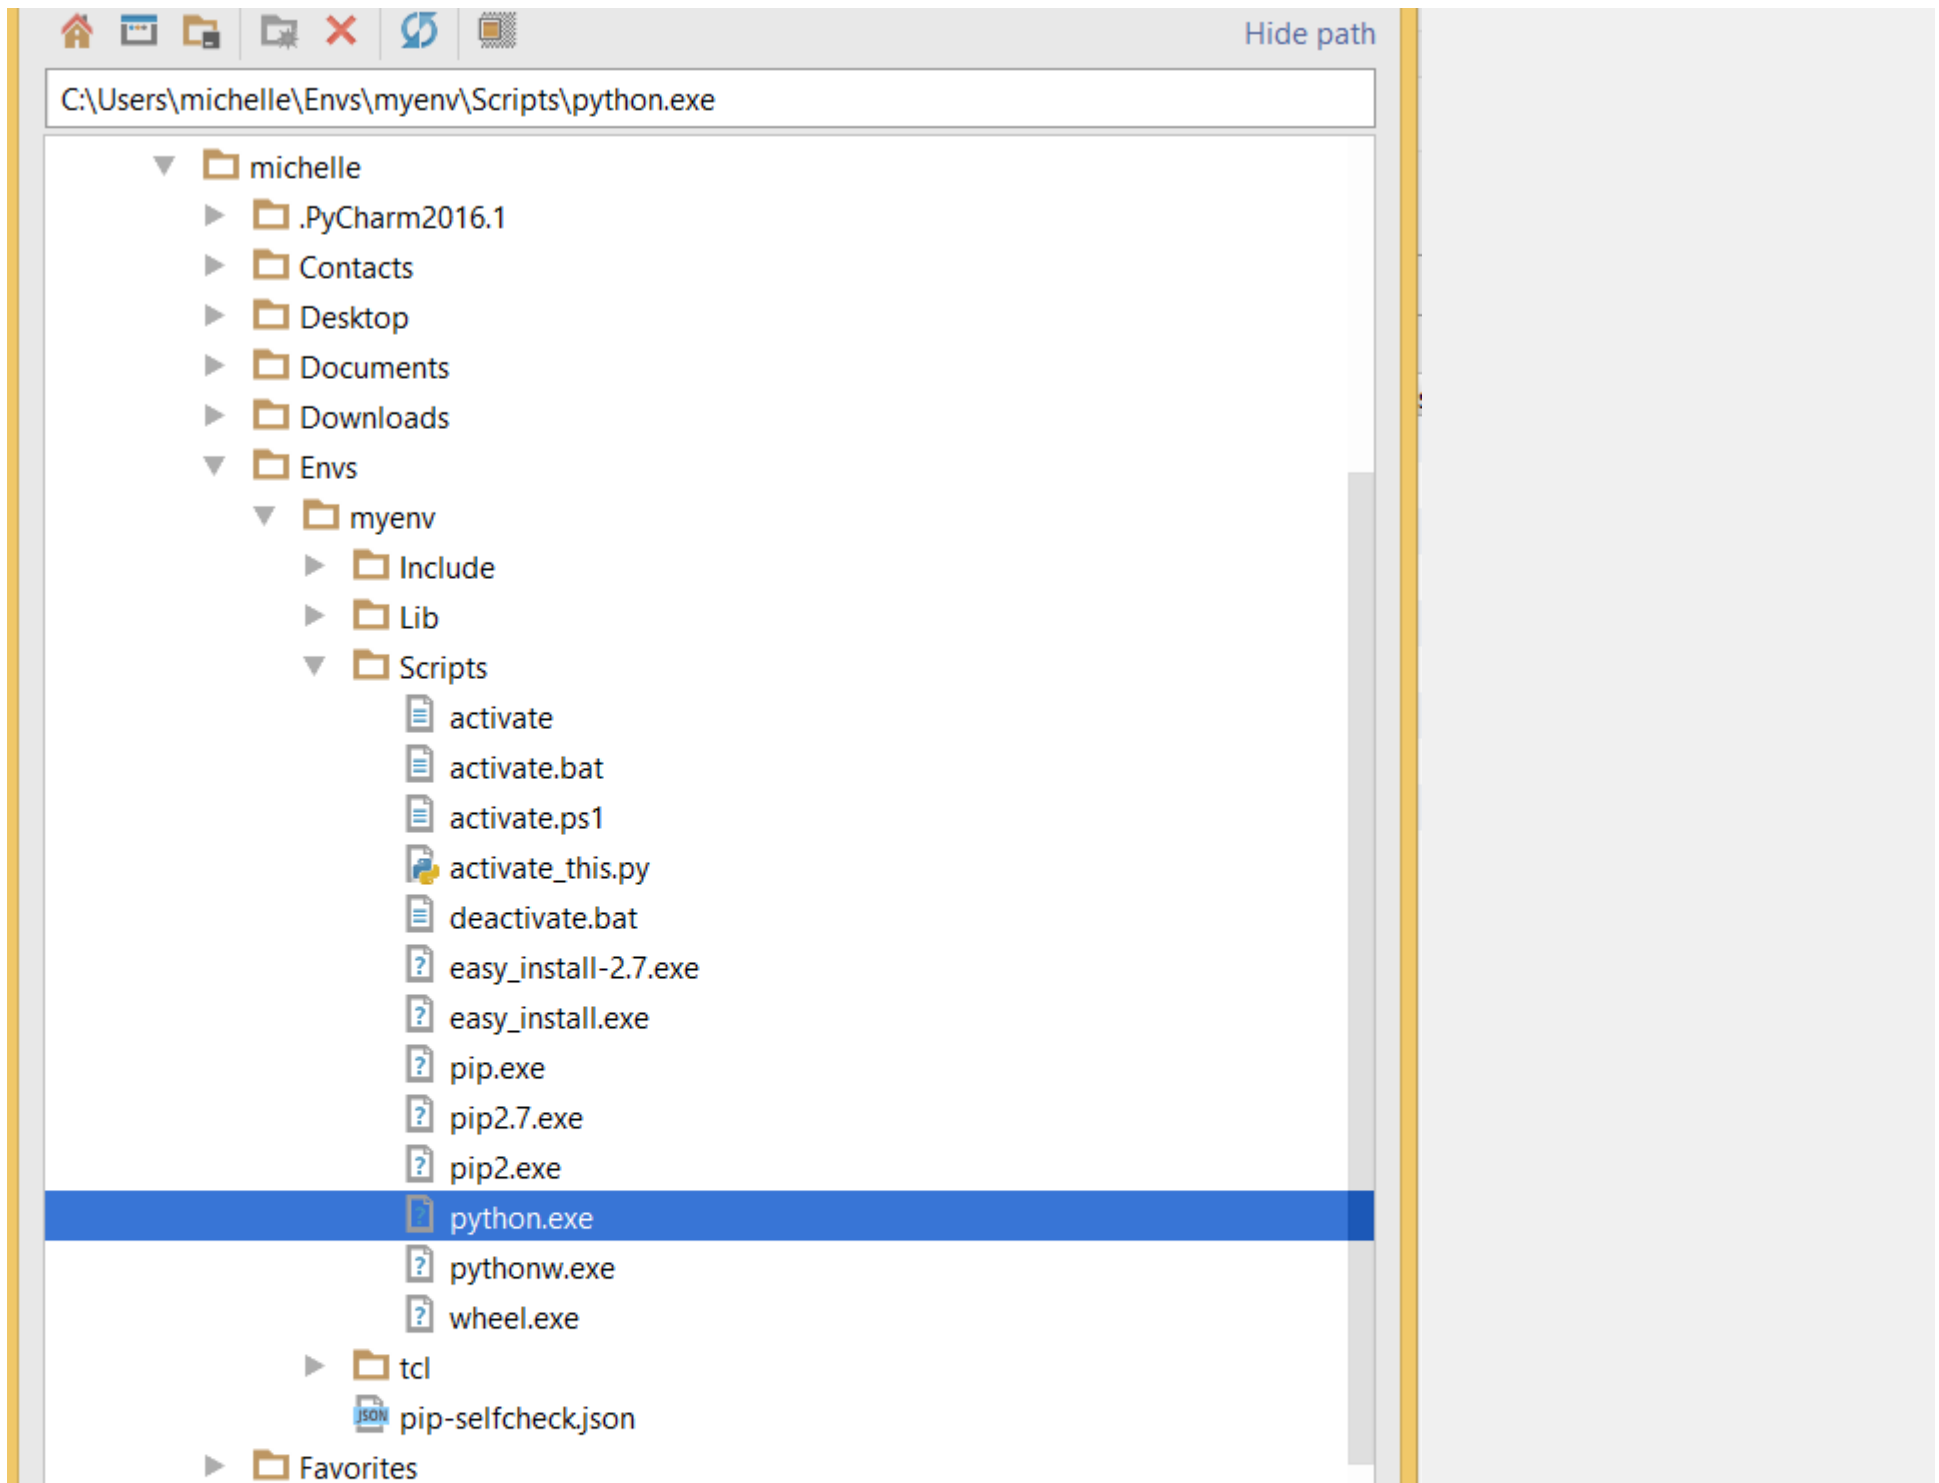 Hide path
C:\Users\michelle\Envs\myenv\Scripts\python.exe
michelle
.PyCharm2016.1
Contacts
Desktop
Documents
Downloads
Envs
myenv
Include
Lib
Scripts
activate
activate.bat
activate.ps1
activate_this.py
deactivate.bat
easy_install-2.7.exe
easy_install.exe
pip.exe
pip2.7.exe
pip2.exe
python.exe
pythonw.exe
wheel.exe
tcl
JSON pip-selfcheck.json
Favorites